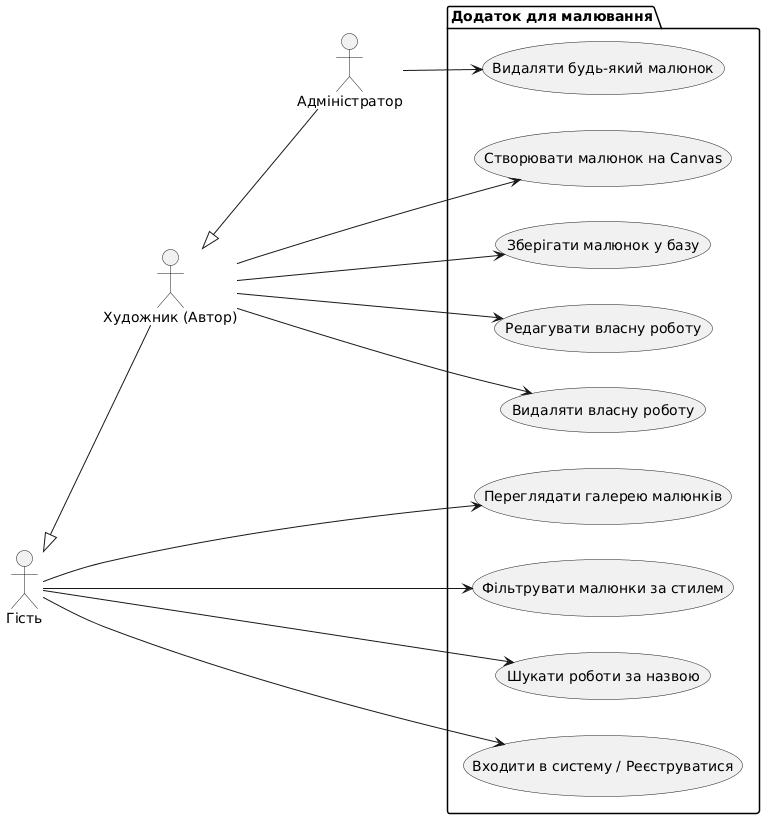 Додаток для малювання
Видаляти будь-який малюнок
Адміністратор
Створювати малюнок на Canvas
Зберігати малюнок у базу
Художник (Автор)
Редагувати власну роботу
Видаляти власну роботу
Переглядати галерею малюнків
Фільтрувати малюнки за стилем
Гість
Шукати роботи за назвою
Входити в систему / Реєструватися